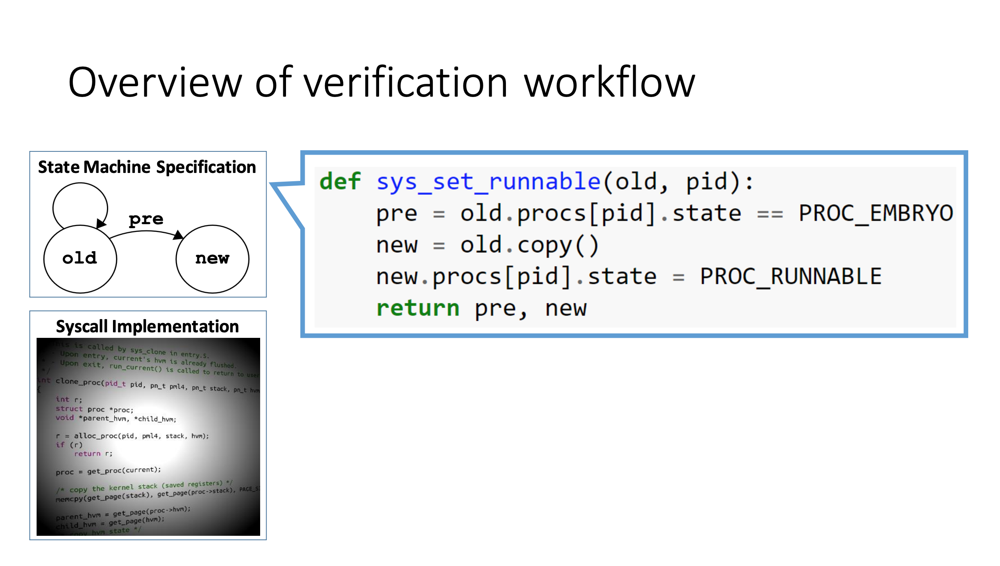 Overview of verification workflow
State Machine Specification
pre
old
new
def sys_set_runnable(old, pid):
    pre = old.procs[pid].state == PROC_EMBRYO
    new = old.copy()
    new.procs[pid].state = PROC_RUNNABLE
    return pre, new
Syscall Implementation
This is called by sys_clone in entry.S.
* - Upon entry, current's hvm is already flushed.
* - Upon exit, run_current() is called to return to user
*/
int clone_proc(pid_t pid, pn_t pml4, pn_t stack, pn_t hvm
{
    int r;
    struct proc *proc;
    void *parent_hvm, *child_hvm;
    r = alloc_proc(pid, pml4, stack, hvm);
    if (r)
        return r;
    proc = get_proc(current);
    /* copy the kernel stack (saved registers) */
    memcpy(get_page(stack), get_page(proc->stack), PAGE_S
    parent_hvm = get_page(proc->hvm);
    child_hvm = get_page(hvm);
    copy hvm state */